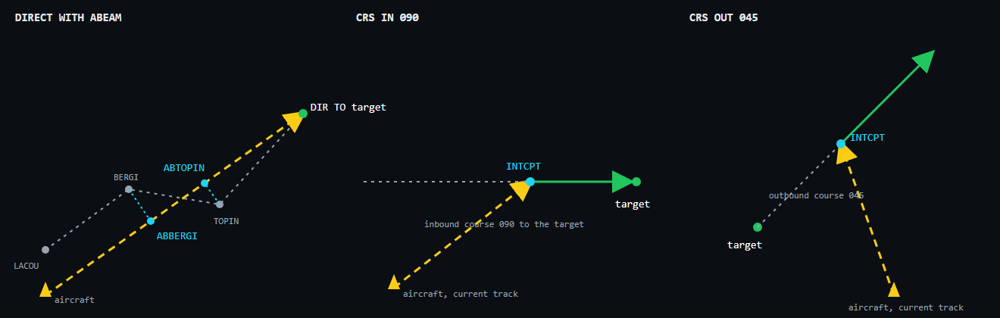 DIRECT WITH ABEAM
DIR TO target
ABTOPIN
BERGI
TOPIN
ABBERGI
LACOU
aircraft
CRS IN 090
INTCPT
target
inbound course 090 to the target
aircraft, current track
CRS OUT 045
INTCPT
outbound course 045
target
aircraft, current track